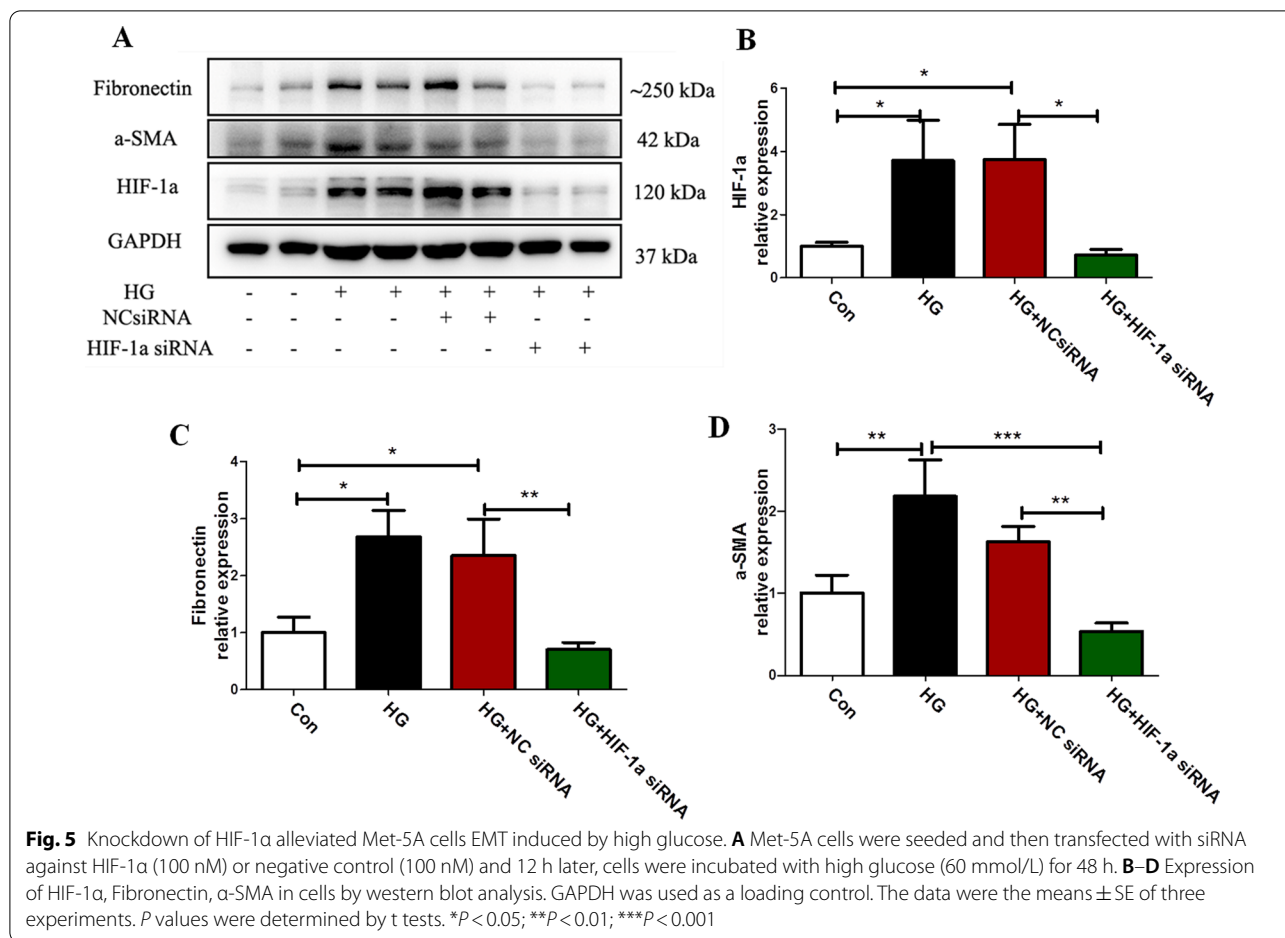 A
Fibronectin
~250 kDa
a-SMA
42 kDa
HIF-1a
120 kDa
GAPDH
37 kDa
HG - - + + + + + +
NCsiRNA - - - - + + - -
HIF-1a siRNA - - - - - - + +
B
HIF-1a
relative expression
6
4
2
0
*
*
*
Con
HG
HG+NCsiRNA
HG+HIF-1a siRNA
C
Fibronectin
relative expression
4
3
2
1
0
*
*
**
Con
HG
HG+NC siRNA
HG+HIF-1a siRNA
D
a-SMA
relative expression
3
2
1
0
**
***
**
Con
HG
HG+NC siRNA
HG+HIF-1a siRNA
Fig. 5 Knockdown of HIF-1α alleviated Met-5A cells EMT induced by high glucose. A Met-5A cells were seeded and then transfected with siRNA
against HIF-1α (100 nM) or negative control (100 nM) and 12 h later, cells were incubated with high glucose (60 mmol/L) for 48 h. B–D Expression
of HIF-1α, Fibronectin, α-SMA in cells by western blot analysis. GAPDH was used as a loading control. The data were the means ± SE of three
experiments. P values were determined by t tests. *P < 0.05; **P < 0.01; ***P < 0.001